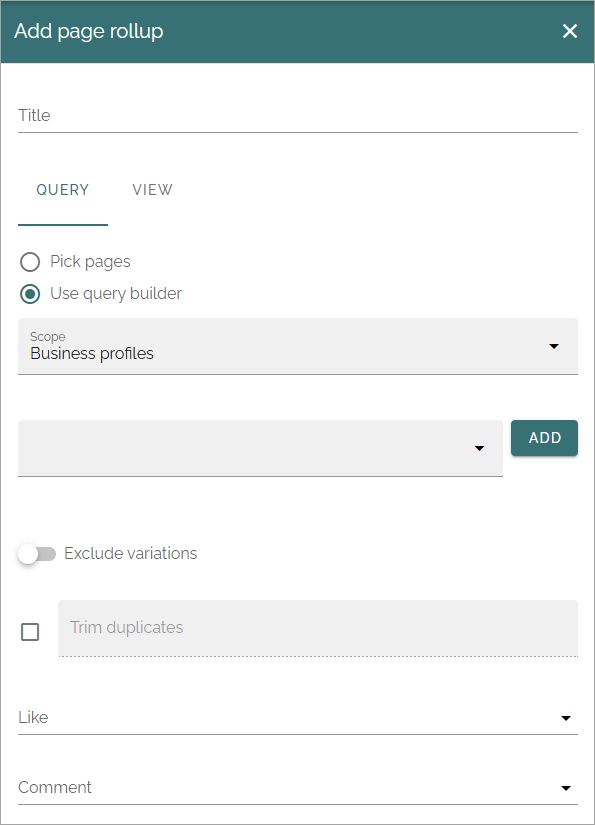 Add page rollup
Title
QUERY VIEW
Pick pages
Use query builder
Scope
Business profiles
ADD
Exclude variations
Trim duplicates
Like
Comment